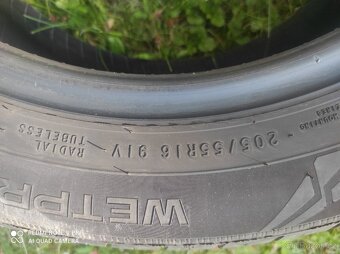 RADIAL
TUBELESS
205/55R16 91V
WETPR
REDMI NOTE 8 PRO
AI QUAD CAMERA